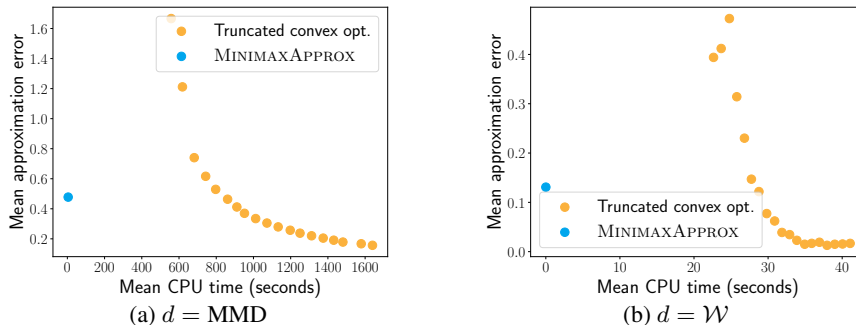 1.6
1.4
1.2
1.0
0.8
0.6
0.4
0.2
Mean approximation error
Truncated convex opt.
MINIMAXAPPROX
0 200 400 600 800 1000 1200 1400 1600
Mean CPU time (seconds)
(a) d = MMD
0.4
0.3
0.2
0.1
0.0
Mean approximation error
Truncated convex opt.
MINIMAXAPPROX
0 10 20 30 40
Mean CPU time (seconds)
(b) d = 𝒲